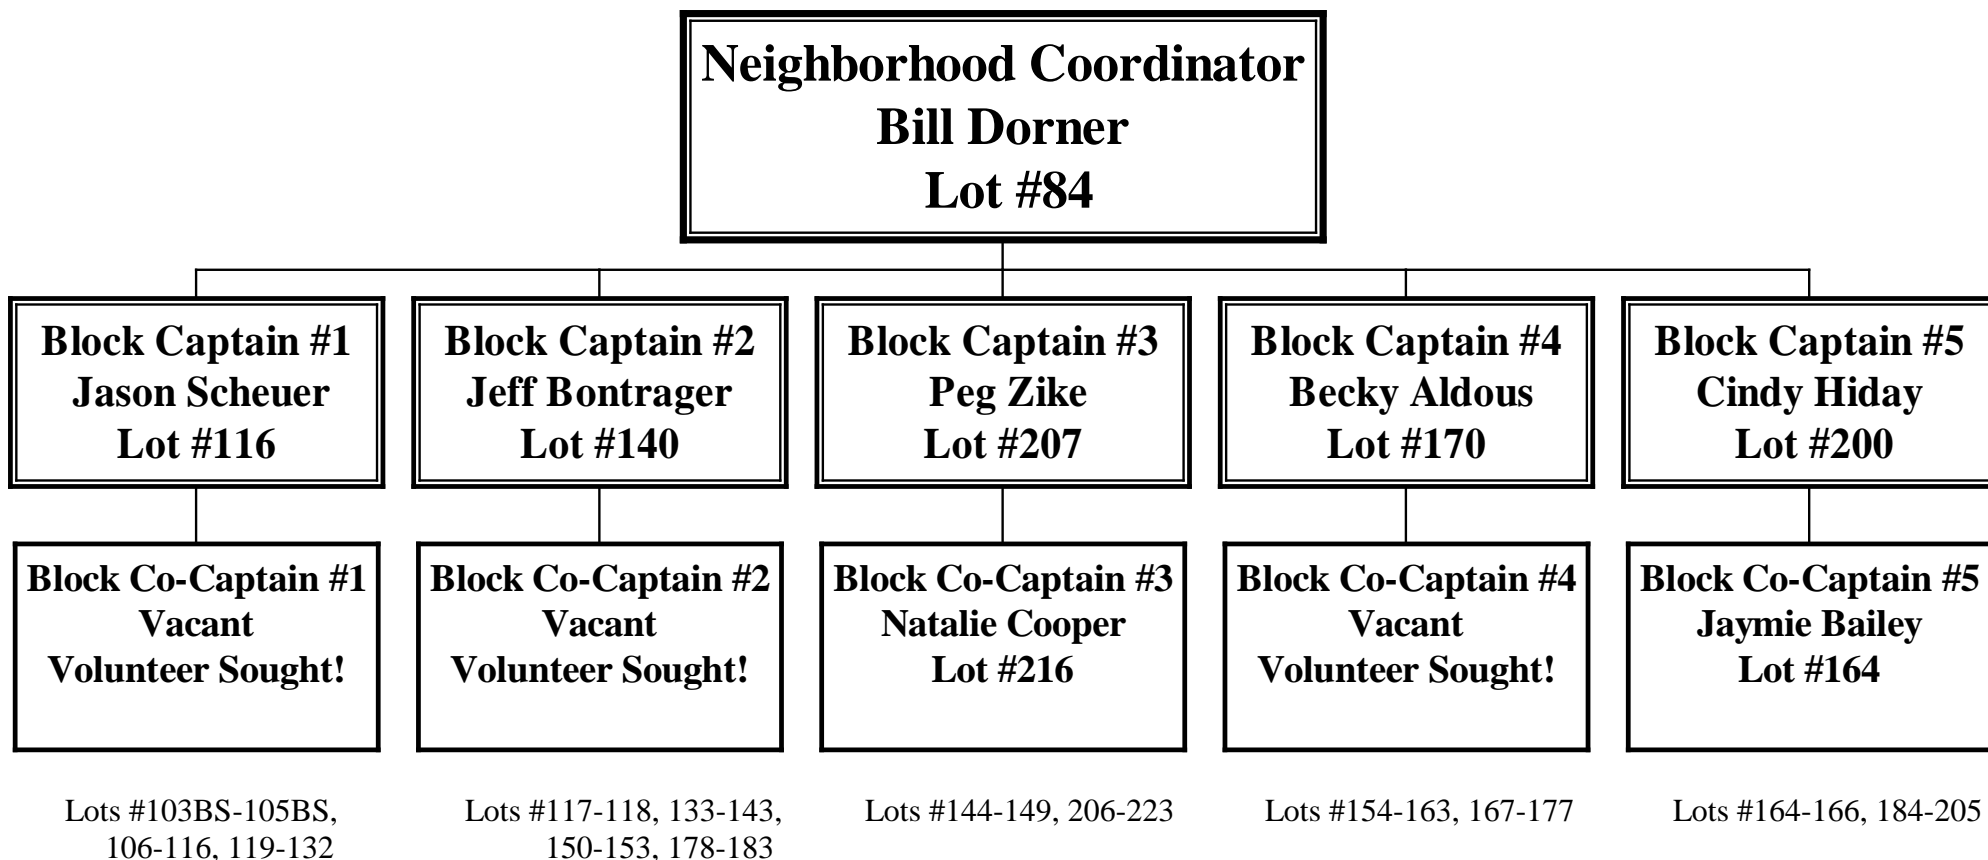 Neighborhood Coordinator
Bill Dorner
Lot #84
Block Captain #1
Jason Scheuer
Lot #116
Block Captain #2
Jeff Bontrager
Lot #140
Block Captain #3
Peg Zike
Lot #207
Block Captain #4
Becky Aldous
Lot #170
Block Captain #5
Cindy Hiday
Lot #200
Block Co-Captain #1
Vacant
Volunteer Sought!
Block Co-Captain #2
Vacant
Volunteer Sought!
Block Co-Captain #3
Natalie Cooper
Lot #216
Block Co-Captain #4
Vacant
Volunteer Sought!
Block Co-Captain #5
Jaymie Bailey
Lot #164
Lots #103BS-105BS,
106-116, 119-132
Lots #117-118, 133-143,
150-153, 178-183
Lots #144-149, 206-223
Lots #154-163, 167-177
Lots #164-166, 184-205